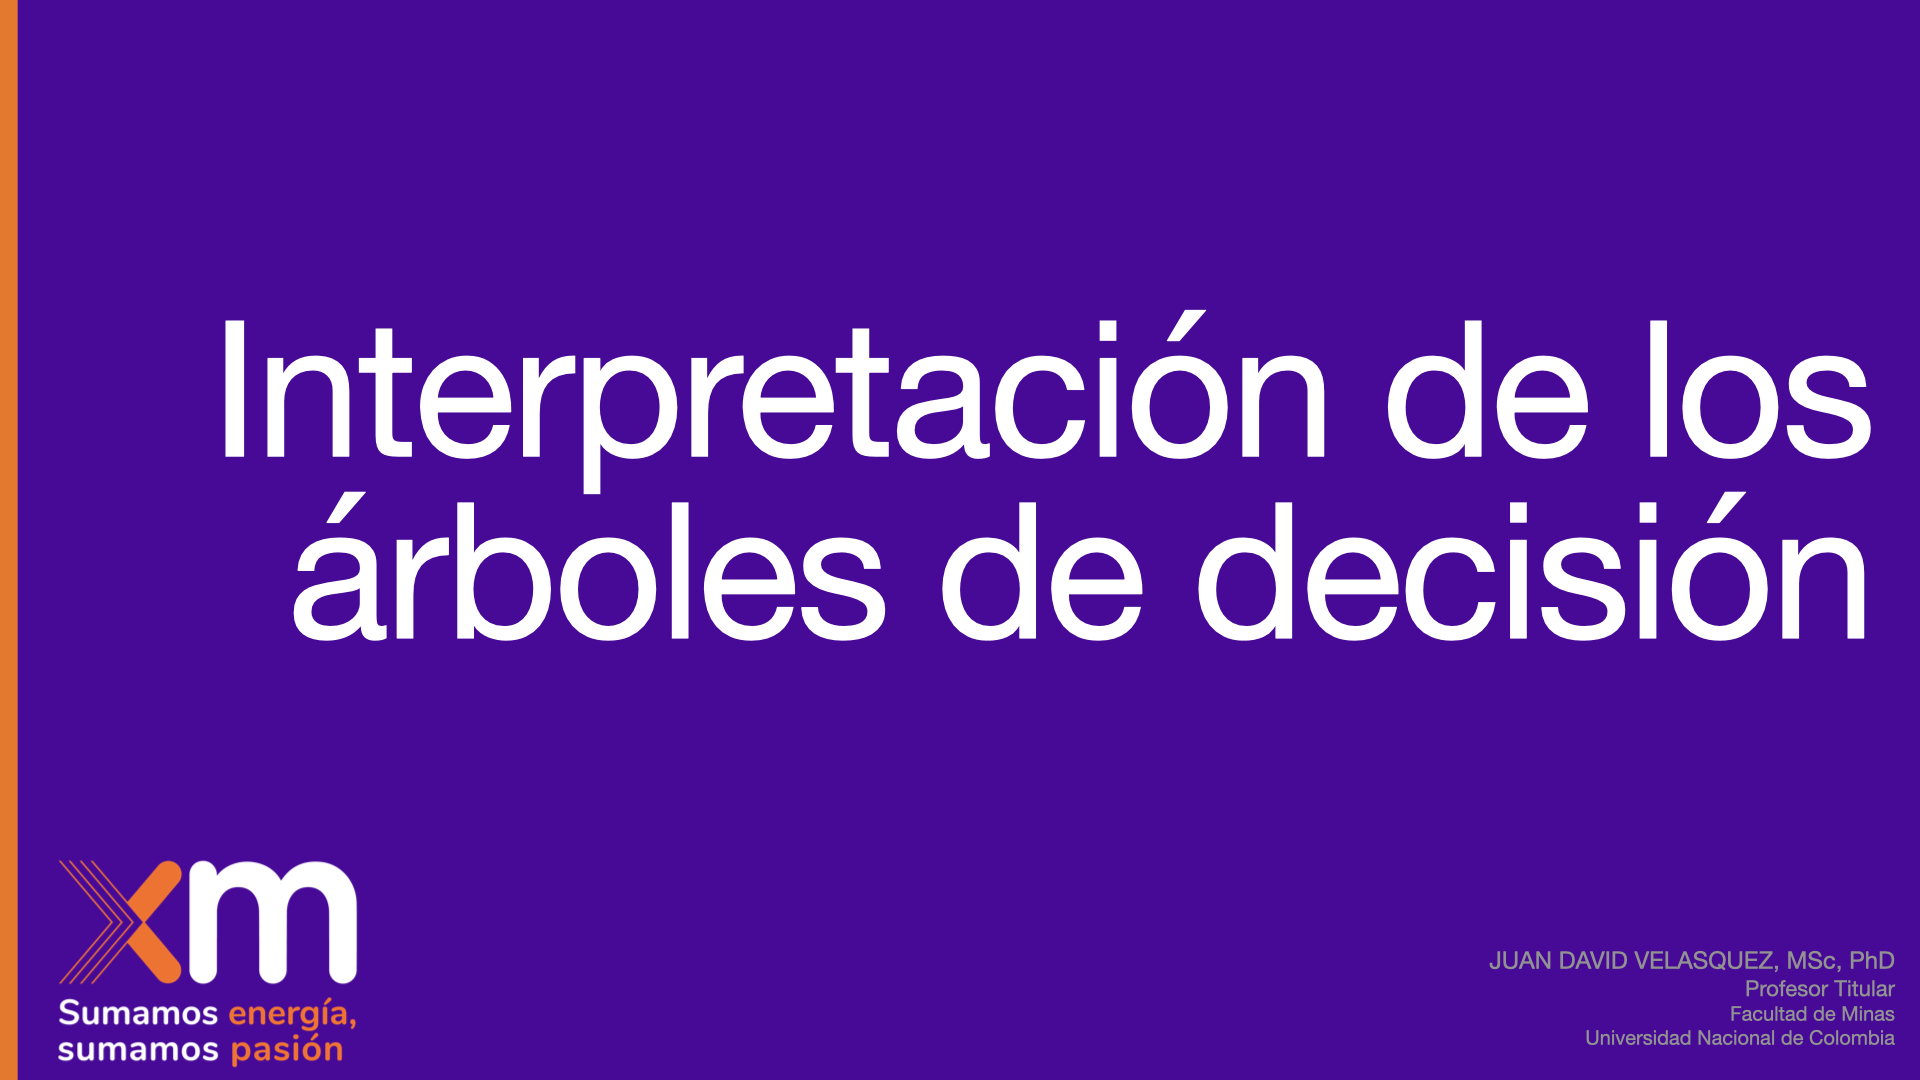 Interpretación de los
árboles de decisión
xm
Sumamos energía,
sumamos pasión
JUAN DAVID VELASQUEZ, MSc, PhD
Profesor Titular
Facultad de Minas
Universidad Nacional de Colombia